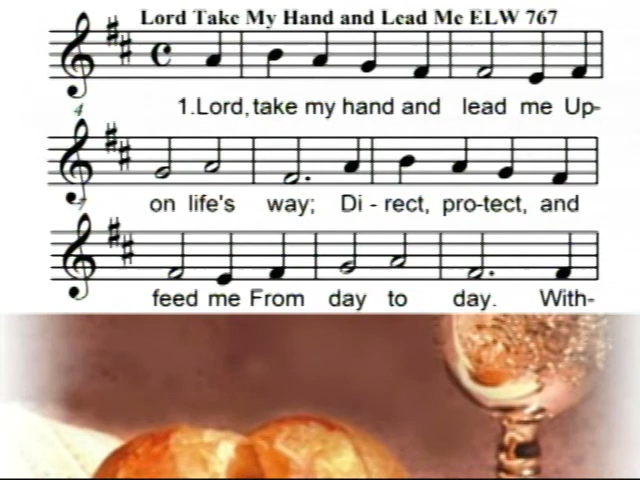 Lord Take My Hand and Lead Me ELW 767
1.Lord, take my hand and lead me Up-
4
on life's way; Di - rect, pro-tect, and
7
feed me From day to day. With-